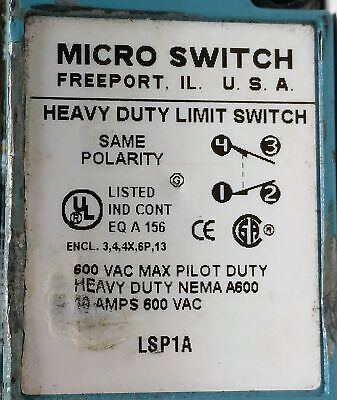 MICRO SWITCH
FREEPORT, IL. U. S. A.
HEAVY DUTY LIMIT SWITCH
SAME
POLARITY
4 3
1 2
G
UL
®
LISTED
IND CONT
EQ A 156
CE
SA
®
ENCL. 3,4,4X,6P,13
600 VAC MAX PILOT DUTY
HEAVY DUTY NEMA A600
10 AMPS 600 VAC
LSP1A